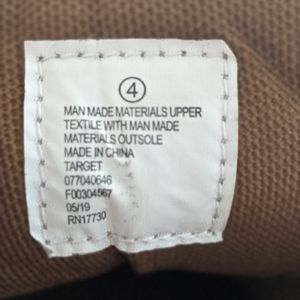 4
MAN MADE MATERIALS UPPER
TEXTILE WITH MAN MADE
MATERIALS OUTSOLE
MADE IN CHINA
TARGET
077040646
F00304567
05/19
RN17730